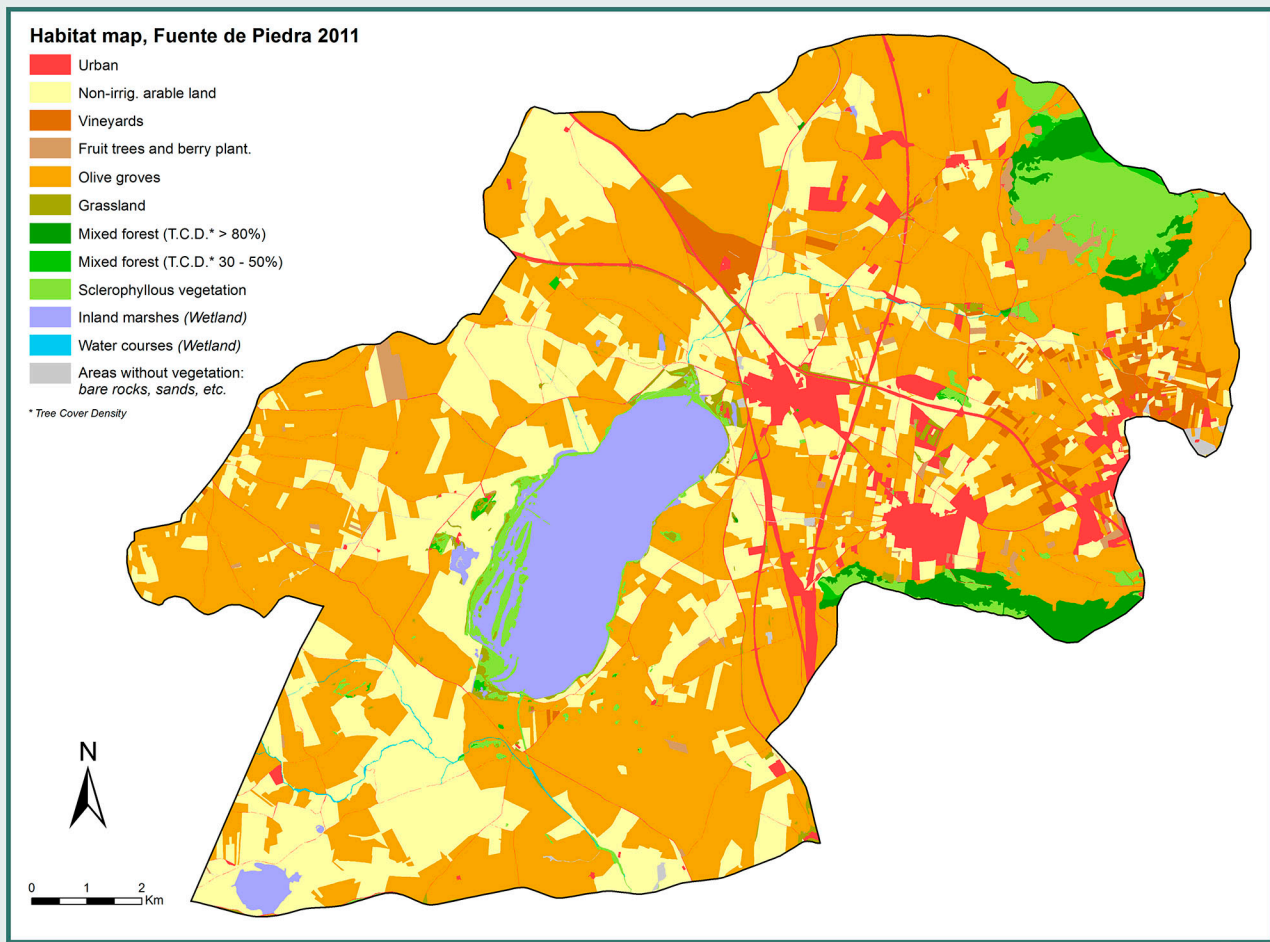 Habitat map, Fuente de Piedra 2011
Urban
Non-irrig. arable land
Vineyards
Fruit trees and berry plant.
Olive groves
Grassland
Mixed forest (T.C.D.* > 80%)
Mixed forest (T.C.D.* 30 - 50%)
Sclerophyllous vegetation
Inland marshes (Wetland)
Water courses (Wetland)
Areas without vegetation:
bare rocks, sands, etc.
* Tree Cover Density
N
0 1 2
Km